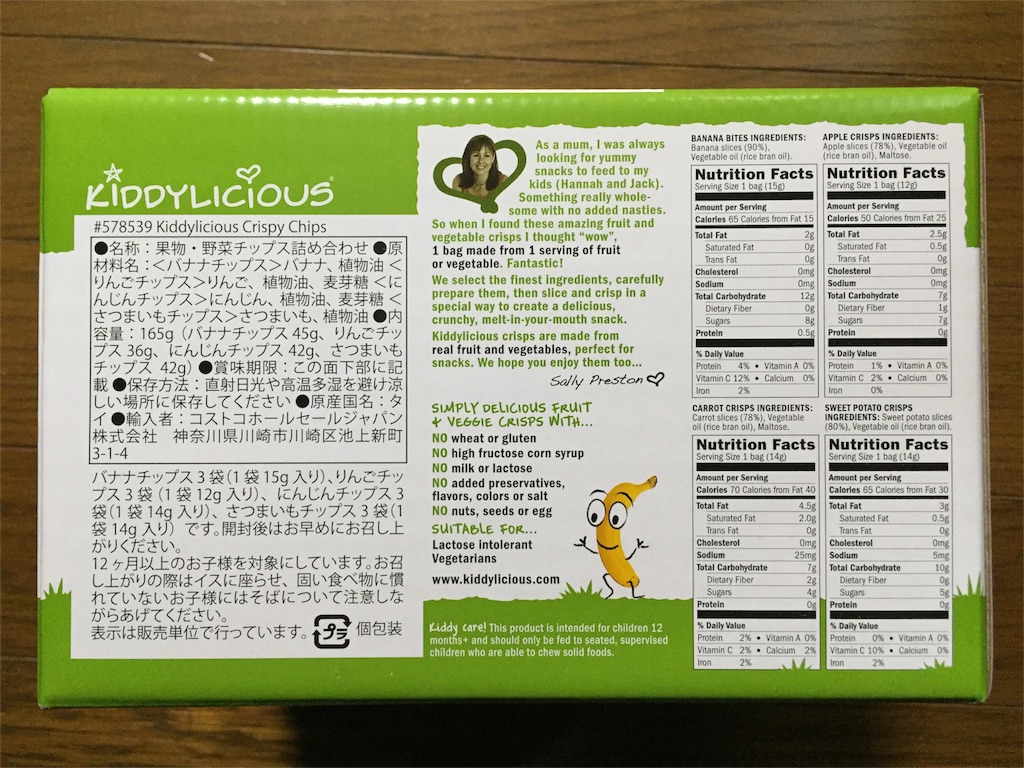 KIDDYLICIOUS
#578539 Kiddylicious Crispy Chips
●名称：果物・野菜チップス詰め合わせ ●原
材料名：＜バナナチップス＞バナナ、植物油 ＜
りんごチップス＞りんご、植物油、麦芽糖 ＜に
んじんチップス＞にんじん、植物油、麦芽糖 ＜
さつまいもチップス＞さつまいも、植物油 ●内
容量：165g（バナナチップス 45g、りんごチッ
プス 36g、にんじんチップス 42g、さつまいも
チップス 42g）●賞味期限：この面下部に記
載 ●保存方法：直射日光や高温多湿を避け涼
しい場所に保存してください ●原産国名：タ
イ ●輸入者：コストコホールセールジャパン
株式会社 神奈川県川崎市川崎区池上新町
3-1-4
バナナチップス 3 袋（1 袋 15g 入り）、りんごチッ
プス 3 袋（1 袋 12g 入り）、にんじんチップス 3
袋（1 袋 14g 入り）、さつまいもチップス 3 袋（1
袋 14g 入り） です。開封後はお早めにお召し上
がりください。
12 ヶ月以上のお子様を対象にしています。お召
し上がりの際はイスに座らせ、固い食べ物に慣
れていないお子様にはそばについて注意しな
がらあげてください。
表示は販売単位で行っています。 プラ 個包装
As a mum, I was always
looking for yummy
snacks to feed to my
kids (Hannah and Jack).
Something really whole-
some with no added nasties.
So when I found these amazing fruit and
vegetable crisps I thought “wow”,
1 bag made from 1 serving of fruit
or vegetable. Fantastic!
We select the finest ingredients, carefully
prepare them, then slice and crisp in a
special way to create a delicious,
crunchy, melt-in-your-mouth snack.
Kiddylicious crisps are made from
real fruit and vegetables, perfect for
snacks. We hope you enjoy them too...
Sally Preston
SIMPLY DELICIOUS FRUIT
& VEGGIE CRISPS WITH...
NO wheat or gluten
NO high fructose corn syrup
NO milk or lactose
NO added preservatives,
flavors, colors or salt
NO nuts, seeds or egg
SUITABLE FOR...
Lactose intolerant
Vegetarians
www.kiddylicious.com
Kiddy care! This product is intended for children 12
months+ and should only be fed to seated, supervised
children who are able to chew solid foods.
BANANA BITES INGREDIENTS:
Banana slices (90%),
Vegetable oil (rice bran oil).
Nutrition Facts
Serving Size 1 bag (15g)
Amount per Serving
Calories 65 Calories from Fat 15
Total Fat 2g
Saturated Fat 0g
Trans Fat 0g
Cholesterol 0mg
Sodium 0mg
Total Carbohydrate 12g
Dietary Fiber 0g
Sugars 8g
Protein 0.5g
% Daily Value
Protein 4% • Vitamin A 0%
Vitamin C 12% • Calcium 0%
Iron 2%
APPLE CRISPS INGREDIENTS:
Apple slices (78%), Vegetable oil
(rice bran oil), Maltose.
Nutrition Facts
Serving Size 1 bag (12g)
Amount per Serving
Calories 50 Calories from Fat 25
Total Fat 2.5g
Saturated Fat 0.5g
Trans Fat 0g
Cholesterol 0mg
Sodium 0mg
Total Carbohydrate 7g
Dietary Fiber 1g
Sugars 7g
Protein 0g
% Daily Value
Protein 1% • Vitamin A 0%
Vitamin C 2% • Calcium 0%
Iron 0%
CARROT CRISPS INGREDIENTS:
Carrot slices (78%), Vegetable
oil (rice bran oil), Maltose.
Nutrition Facts
Serving Size 1 bag (14g)
Amount per Serving
Calories 70 Calories from Fat 40
Total Fat 4.5g
Saturated Fat 2.0g
Trans Fat 0g
Cholesterol 0mg
Sodium 25mg
Total Carbohydrate 7g
Dietary Fiber 2g
Sugars 4g
Protein 0g
% Daily Value
Protein 2% • Vitamin A 0%
Vitamin C 2% • Calcium 2%
Iron 2%
SWEET POTATO CRISPS
INGREDIENTS: Sweet potato slices
(80%), Vegetable oil (rice bran oil).
Nutrition Facts
Serving Size 1 bag (14g)
Amount per Serving
Calories 65 Calories from Fat 30
Total Fat 3g
Saturated Fat 0.5g
Trans Fat 0g
Cholesterol 0mg
Sodium 5mg
Total Carbohydrate 10g
Dietary Fiber 0g
Sugars 5g
Protein 0g
% Daily Value
Protein 0% • Vitamin A 0%
Vitamin C 10% • Calcium 0%
Iron 2%